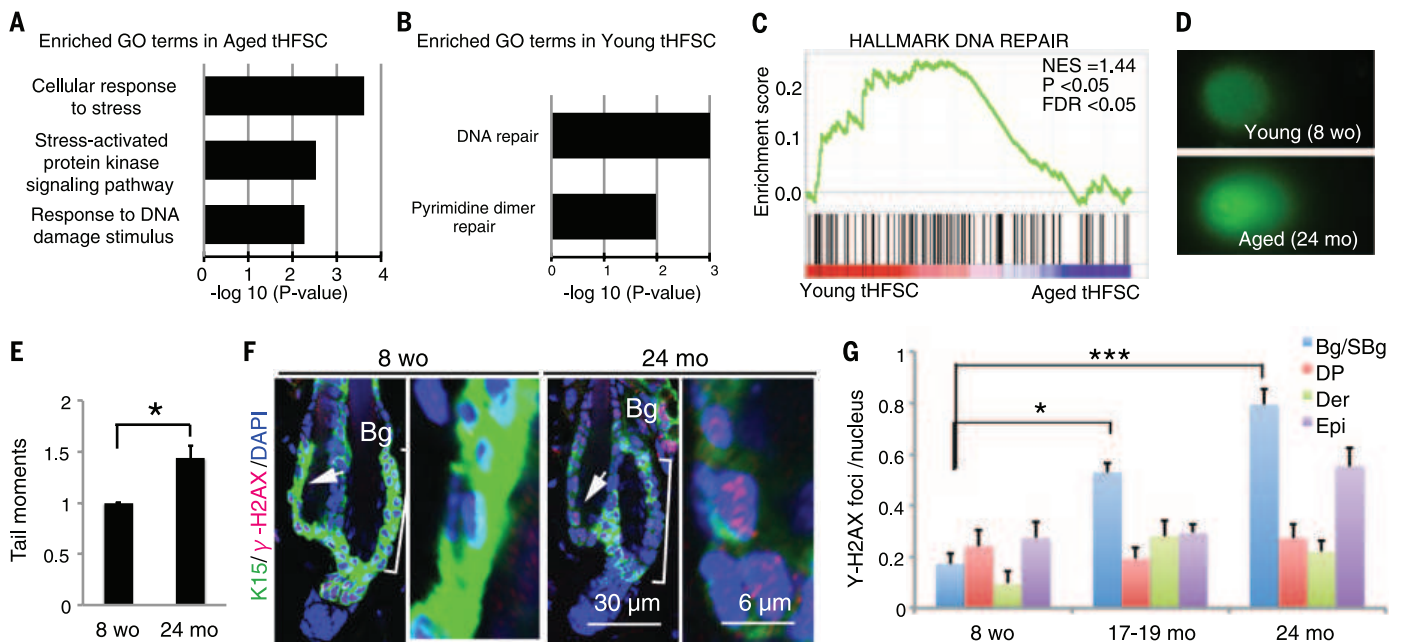 A
Enriched GO terms in Aged tHFSC
Cellular response
to stress
Stress-activated
protein kinase
signaling pathway
Response to DNA
damage stimulus
0 1 2 3 4
-log 10 (P-value)
B
Enriched GO terms in Young tHFSC
DNA repair
Pyrimidine dimer
repair
0 1 2 3
-log 10 (P-value)
C
HALLMARK DNA REPAIR
NES =1.44
P <0.05
FDR <0.05
Enrichment score
0.2
0.1
0.0
Young tHFSC Aged tHFSC
D
Young (8 wo)
Aged (24 mo)
E
Tail moments
2
1.5
1
0.5
0
*
8 wo 24 mo
F
8 wo 24 mo
K15/γ-H2AX/DAPI
Bg
Bg
30 µm 6 µm
G
Y-H2AX foci/nucleus
1
0.8
0.6
0.4
0.2
0
***
*
Bg/SBg
DP
Der
Epi
8 wo 17-19 mo 24 mo